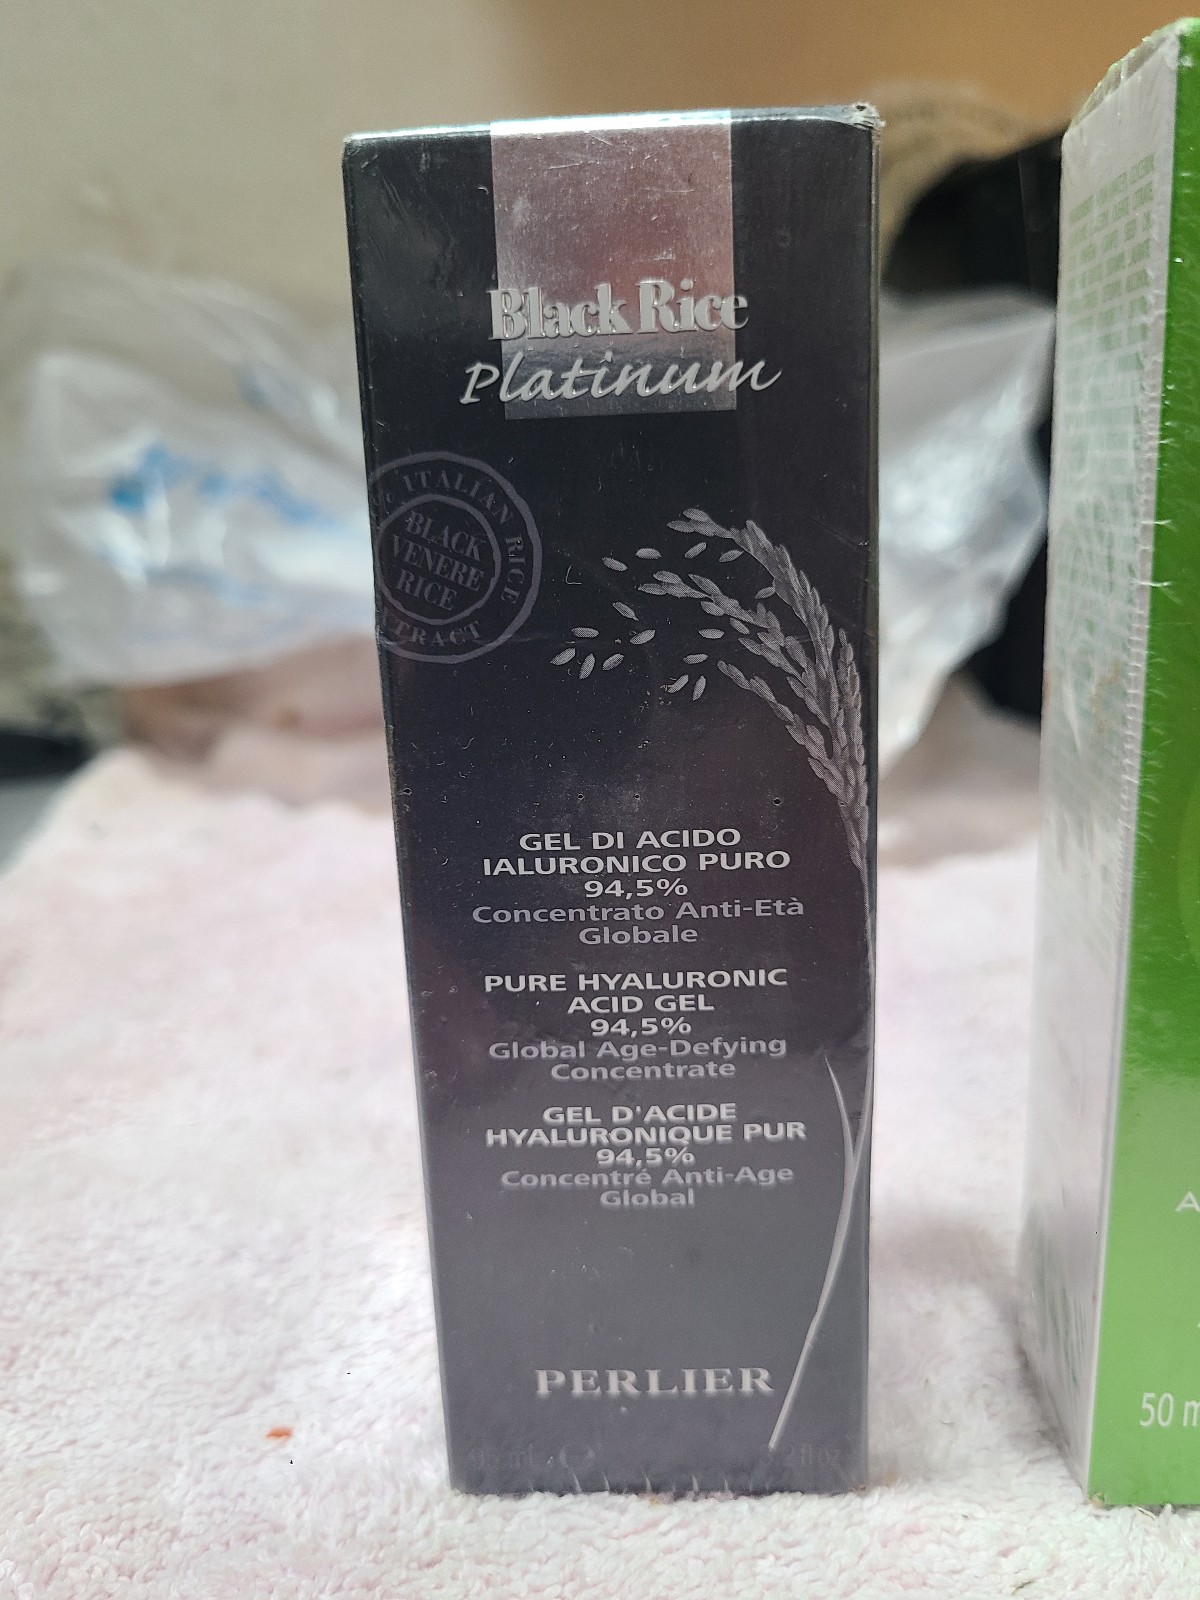 Black Rice
Platinum
ITALIAN RICE
BLACK
VENERE
RICE
GEL DI ACIDO
IALURONICO PURO
94,5%
Concentrato Anti-Età
Globale
PURE HYALURONIC
ACID GEL
94,5%
Global Age-Defying
Concentrate
GEL D'ACIDE
HYALURONIQUE PUR
94,5%
Concentré Anti-Age
Global
PERLIER
fl oz
50